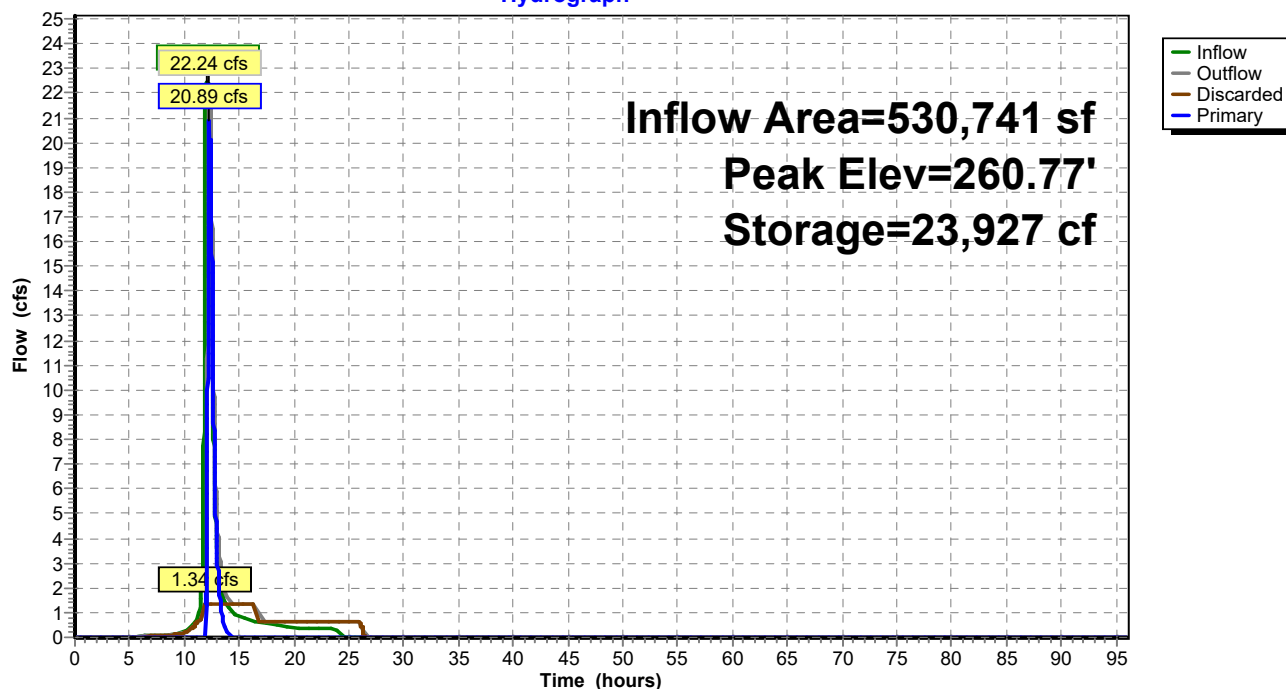 Hydrograph
22.24 cfs
20.89 cfs
1.34 cfs
Inflow Area=530,741 sf
Peak Elev=260.77'
Storage=23,927 cf
Inflow
Outflow
Discarded
Primary
Flow (cfs)
25
24
23
22
21
20
19
18
17
16
15
14
13
12
11
10
9
8
7
6
5
4
3
2
1
0
0 5 10 15 20 25 30 35 40 45 50 55 60 65 70 75 80 85 90 95
Time (hours)